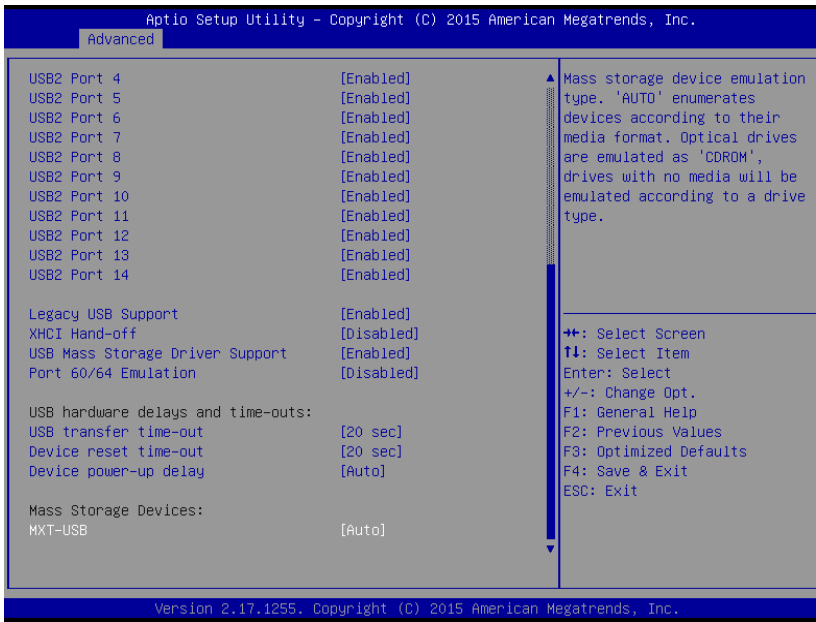 Aptio Setup Utility – Copyright (C) 2015 American Megatrends, Inc.
Advanced
USB2 Port 4 [Enabled]
USB2 Port 5 [Enabled]
USB2 Port 6 [Enabled]
USB2 Port 7 [Enabled]
USB2 Port 8 [Enabled]
USB2 Port 9 [Enabled]
USB2 Port 10 [Enabled]
USB2 Port 11 [Enabled]
USB2 Port 12 [Enabled]
USB2 Port 13 [Enabled]
USB2 Port 14 [Enabled]
Legacy USB Support [Enabled]
XHCI Hand-off [Disabled]
USB Mass Storage Driver Support [Enabled]
Port 60/64 Emulation [Disabled]
USB hardware delays and time-outs:
USB transfer time-out [20 sec]
Device reset time-out [20 sec]
Device power-up delay [Auto]
Mass Storage Devices:
MXT-USB [Auto]
Mass storage device emulation
type. 'AUTO' enumerates
devices according to their
media format. Optical drives
are emulated as 'CDROM',
drives with no media will be
emulated according to a drive
type.
→←: Select Screen
↑↓: Select Item
Enter: Select
+/-: Change Opt.
F1: General Help
F2: Previous Values
F3: Optimized Defaults
F4: Save & Exit
ESC: Exit
Version 2.17.1255. Copyright (C) 2015 American Megatrends, Inc.